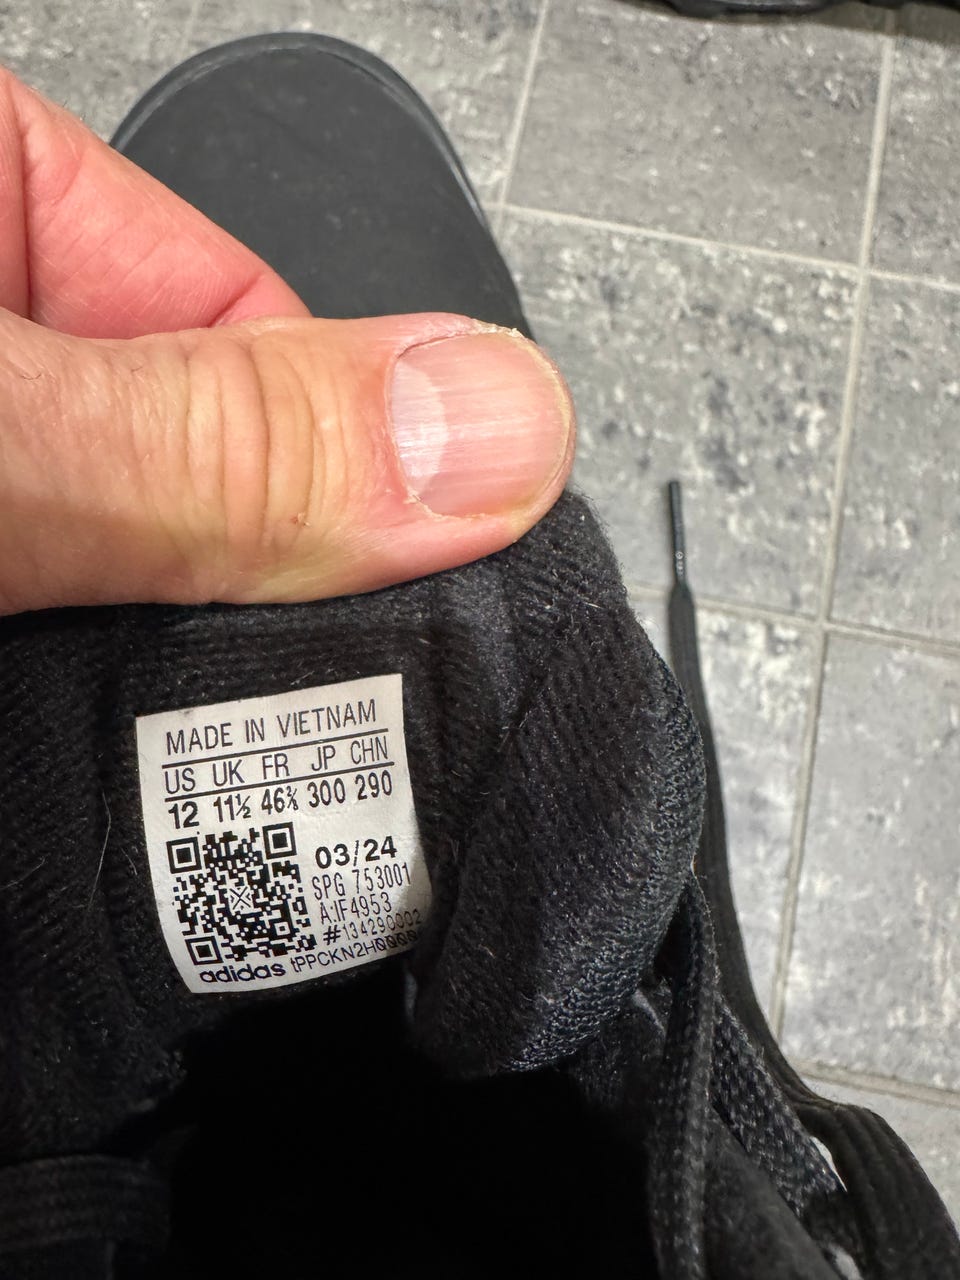 MADE IN VIETNAM
US UK FR JP CHN
12 11½ 46⅔ 300 290
03/24
SPG 753001
A:IF4953
#134290002
adidas